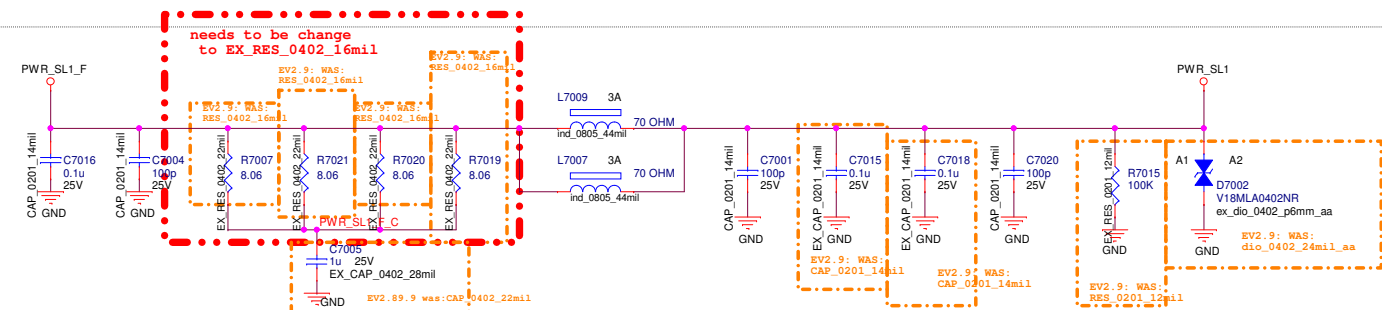 needs to be change
to EX_RES_0402_16mil
PWR_SL1_F
CAP_0201_14mil
C7016
0.1u
25V
GND
CAP_0201_14mil
C7004
100p
25V
GND
EV2.9: WAS:
RES_0402_16mil
EX_RES_0402_22mil
R7007
8.06
EV2.9: WAS:
RES_0402_16mil
EX_RES_0402_22mil
R7021
8.06
EV2.9: WAS:
RES_0402_16mil
EX_RES_0402_22mil
R7020
8.06
EV2.9: WAS:
RES_0402_16mil
EX_RES_0402_22mil
R7019
8.06
PWR_SL1_F_C
C7005
1u 25V
EX_CAP_0402_28mil
GND
EV2.89.9 was:CAP_0402_22mil
L7009 3A
70 OHM
ind_0805_44mil
L7007 3A
70 OHM
ind_0805_44mil
CAP_0201_14mil
C7001
100p
25V
GND
EX_CAP_0201_14mil
C7015
0.1u
25V
GND
EV2.9: WAS:
CAP_0201_14mil
EX_CAP_0201_14mil
C7018
0.1u
25V
GND
EV2.9: WAS:
CAP_0201_14mil
CAP_0201_14mil
C7020
100p
25V
GND
EX_RES_0201_12mil
R7015
100K
GND
EV2.9: WAS:
RES_0201_12mil
PWR_SL1
A1 A2
D7002
V18MLA0402NR
ex_dio_0402_p6mm_aa
GND
EV2.9: WAS:
dio_0402_24mil_aa